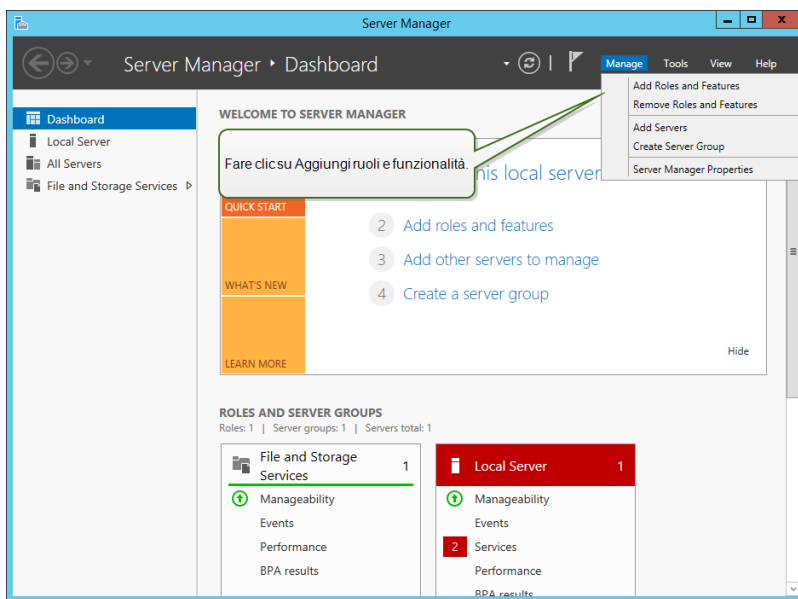 Server Manager
Server Manager • Dashboard
Manage Tools View Help
Add Roles and Features
Remove Roles and Features
Add Servers
Create Server Group
Server Manager Properties
Dashboard
Local Server
All Servers
File and Storage Services
WELCOME TO SERVER MANAGER
Fare clic su Aggiungi ruoli e funzionalità.
his local server
QUICK START
2 Add roles and features
3 Add other servers to manage
WHAT'S NEW
4 Create a server group
Hide
LEARN MORE
ROLES AND SERVER GROUPS
Roles: 1 | Server groups: 1 | Servers total: 1
File and Storage
Services
1
Manageability
Events
Performance
BPA results
Local Server 1
Manageability
Events
2 Services
Performance
BPA results